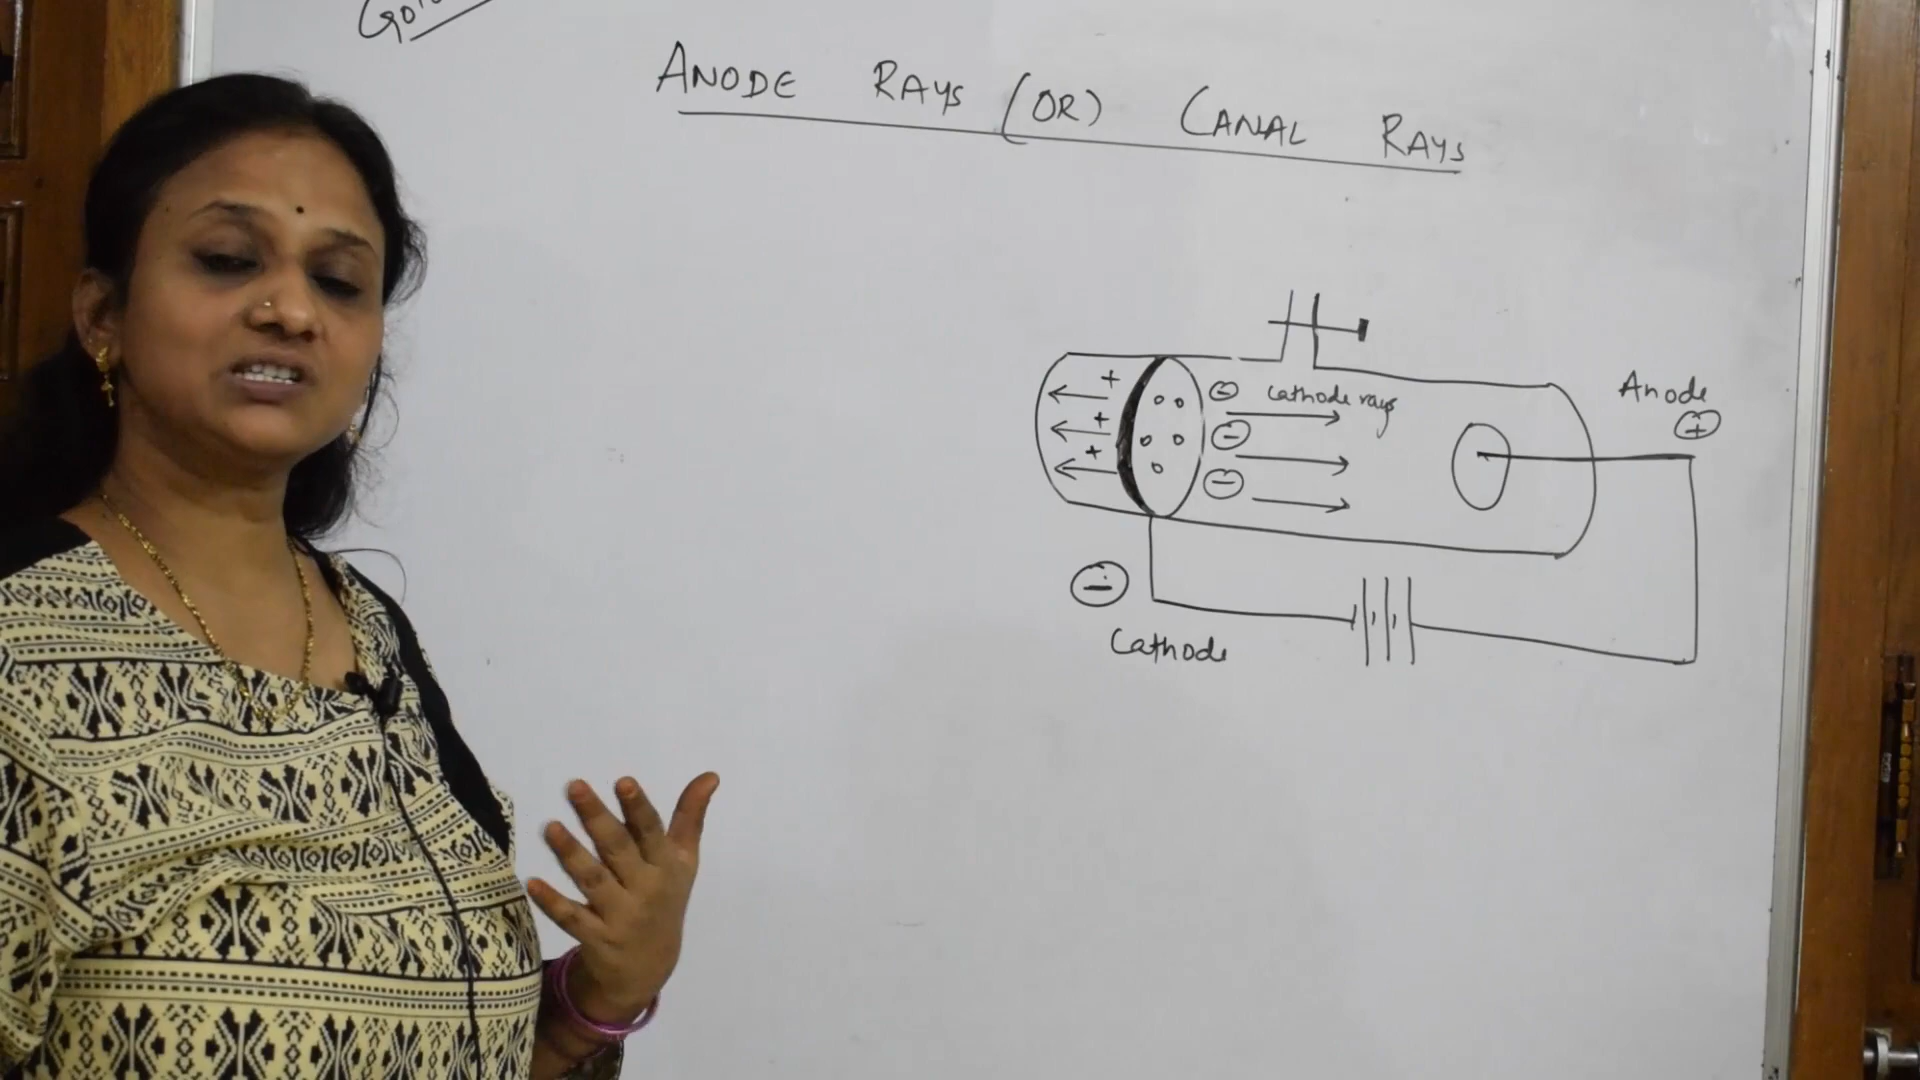 ANODE RAYS (OR) CANAL RAYS
+ ⊖ cathode rays Anode
+ ⊖ ⊕
+ ⊖
⊖
Cathode